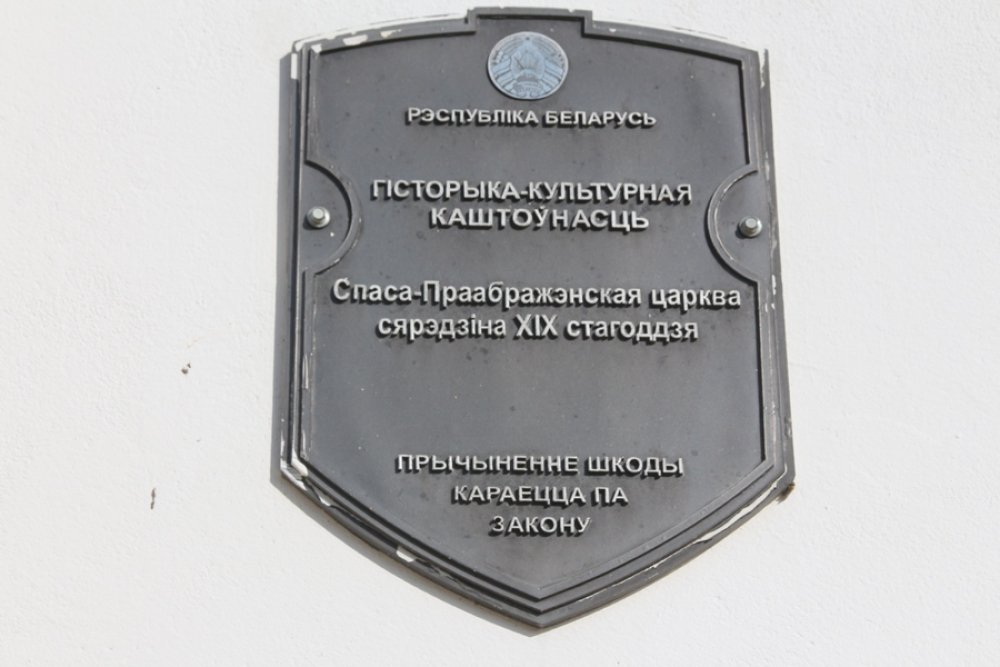 РЭСПУБЛІКА БЕЛАРУСЬ
ГІСТОРЫКА-КУЛЬТУРНАЯ
КАШТОЎНАСЦЬ
Спаса-Праабражэнская царква
сярэдзіна XIX стагоддзя
ПРЫЧЫНЕННЕ ШКОДЫ
КАРАЕЦЦА ПА
ЗАКОНУ